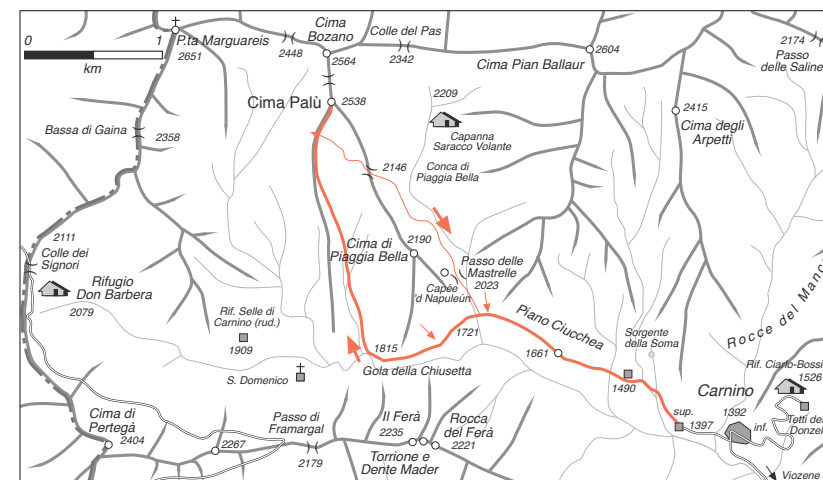 0 1
km
P.ta Marguareis
2651
2448
Cima
Bozano
2564
Colle del Pas
2342
Cima Pian Ballaur
2604
2174
Passo
delle Saline
Cima Palù
2538
2209
Capanna
Saracco Volante
2415
Cima degli
Arpetti
Bassa di Gaina
2358
2146
Conca di
Piaggia Bella
2111
Colle dei
Signori
Rifugio
Don Barbera
2079
Cima di
Piaggia Bella
2190
Passo delle
Mastrelle
2023
Capée
'd Napuleún
Rif. Selle di
Carnino (rud.)
1909
1815
1721
Piano Ciucchea
Sorgente
della Soma
Rocce del Manc
S. Domenico
Gola della Chiusetta
1661
1490
Carnino
Rif. Ciarlo-Bossi
1526
Cima di
Pertegà
2404
2267
Passo di
Framargal
2179
Il Ferà
2235
Rocca
del Ferà
2221
Torrione e
Dente Mader
sup.
1397
1392
inf.
Tetti dei
Donzel
Viozene